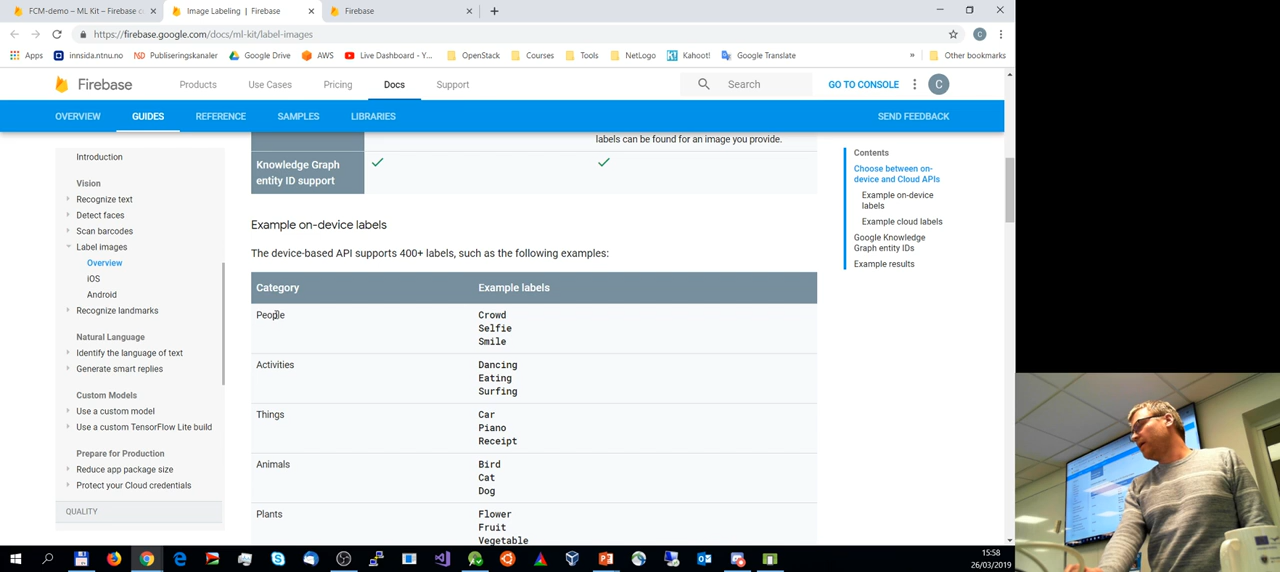 FCM-demo – ML Kit – Firebase c
Image Labeling | Firebase
Firebase
https://firebase.google.com/docs/ml-kit/label-images
Apps
innsida.ntnu.no
Publiseringskanaler
Google Drive
AWS
Live Dashboard - Y...
OpenStack
Courses
Tools
NetLogo
Kahoot!
Google Translate
»
Other bookmarks
Firebase
Products
Use Cases
Pricing
Docs
Support
Search
GO TO CONSOLE
C
OVERVIEW
GUIDES
REFERENCE
SAMPLES
LIBRARIES
SEND FEEDBACK
Introduction
Vision
Recognize text
Detect faces
Scan barcodes
Label images
Overview
iOS
Android
Recognize landmarks
Natural Language
Identify the language of text
Generate smart replies
Custom Models
Use a custom model
Use a custom TensorFlow Lite build
Prepare for Production
Reduce app package size
Protect your Cloud credentials
QUALITY
labels can be found for an image you provide.
Knowledge Graph
entity ID support
Example on-device labels
The device-based API supports 400+ labels, such as the following examples:
Category
Example labels
People
Crowd
Selfie
Smile
Activities
Dancing
Eating
Surfing
Things
Car
Piano
Receipt
Animals
Bird
Cat
Dog
Plants
Flower
Fruit
Vegetable
Contents
Choose between on-
device and Cloud APIs
Example on-device
labels
Example cloud labels
Google Knowledge
Graph entity IDs
Example results
15:58
26/03/2019